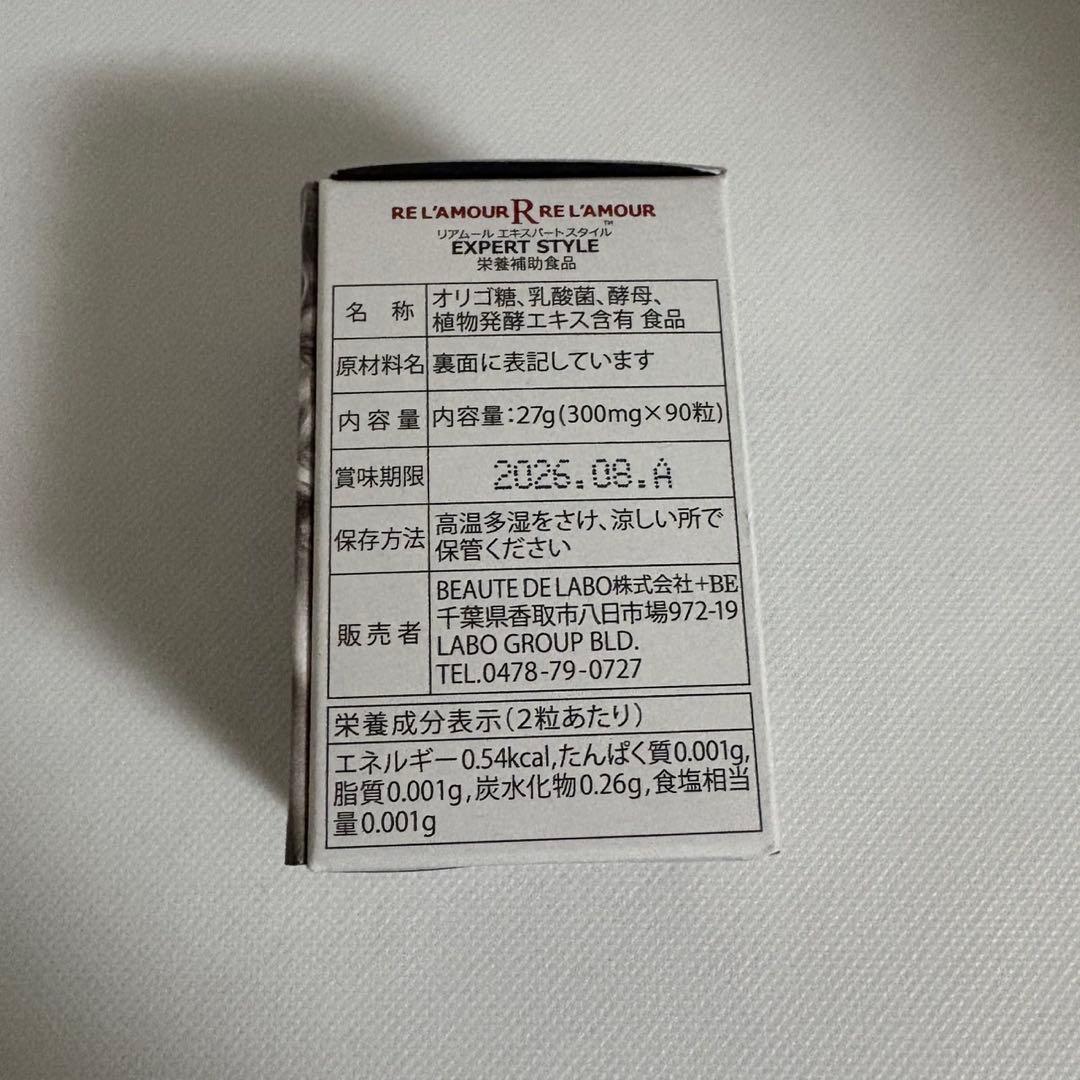 RE L'AMOUR R RE L'AMOUR
リアムール エキスパートスタイル
EXPERT STYLE™
栄養補助食品
名 称 オリゴ糖、乳酸菌、酵母、
植物発酵エキス含有 食品
原材料名 裏面に表記しています
内容量 内容量：27g(300mg×90粒)
賞味期限 2026.08.A
保存方法 高温多湿をさけ、涼しい所で
保管ください
販売者 BEAUTE DE LABO株式会社+BE
千葉県香取市八日市場972-19
LABO GROUP BLD.
TEL.0478-79-0727
栄養成分表示(2粒あたり)
エネルギー0.54kcal,たんぱく質0.001g,
脂質0.001g,炭水化物0.26g,食塩相当
量0.001g